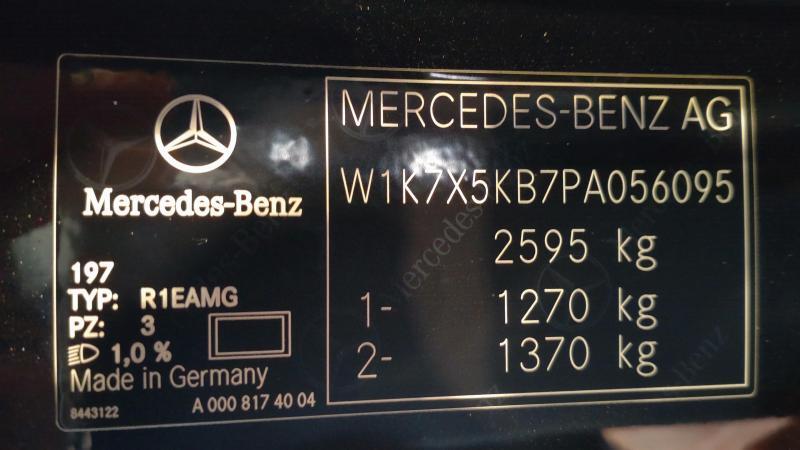 Mercedes-Benz
197
TYP: R1EAMG
PZ: 3
1,0 %
Made in Germany
8443122 A 000 817 40 04
MERCEDES-BENZ AG
W1K7X5KB7PA056095
2595 kg
1- 1270 kg
2- 1370 kg